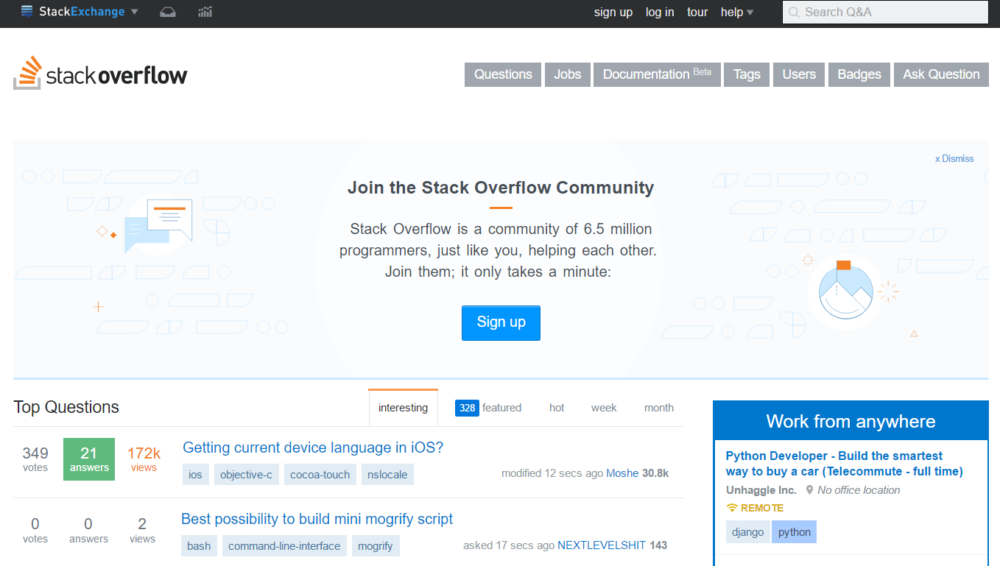 StackExchange
sign up log in tour help
Search Q&A
stackoverflow
Questions Jobs Documentation Beta Tags Users Badges Ask Question
x Dismiss
Join the Stack Overflow Community
Stack Overflow is a community of 6.5 million
programmers, just like you, helping each other.
Join them; it only takes a minute:
Sign up
Top Questions
interesting 328 featured hot week month
349 votes
21 answers
172k views
Getting current device language in iOS?
ios objective-c cocoa-touch nslocale
modified 12 secs ago Moshe 30.8k
0 votes
0 answers
2 views
Best possibility to build mini mogrify script
bash command-line-interface mogrify
asked 17 secs ago NEXTLEVELSHIT 143
Work from anywhere
Python Developer - Build the smartest
way to buy a car (Telecommute - full time)
Unhaggle Inc. No office location
REMOTE
django python